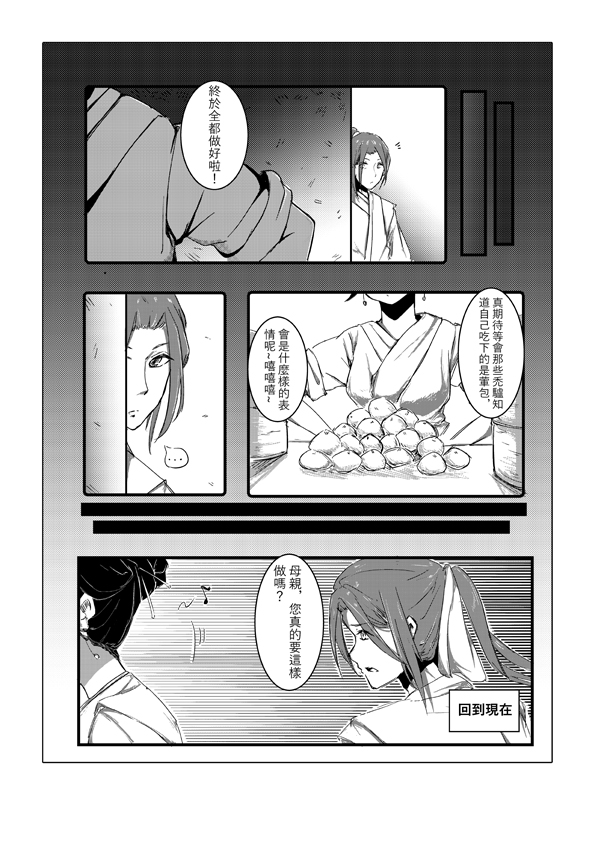 終於全都做好啦！
真期待等會那些禿驢知
道自己吃下的是葷包，
會是什麼樣的表
情呢~嘻嘻嘻~
...
母親，您真的要這樣
做嗎？
回到現在